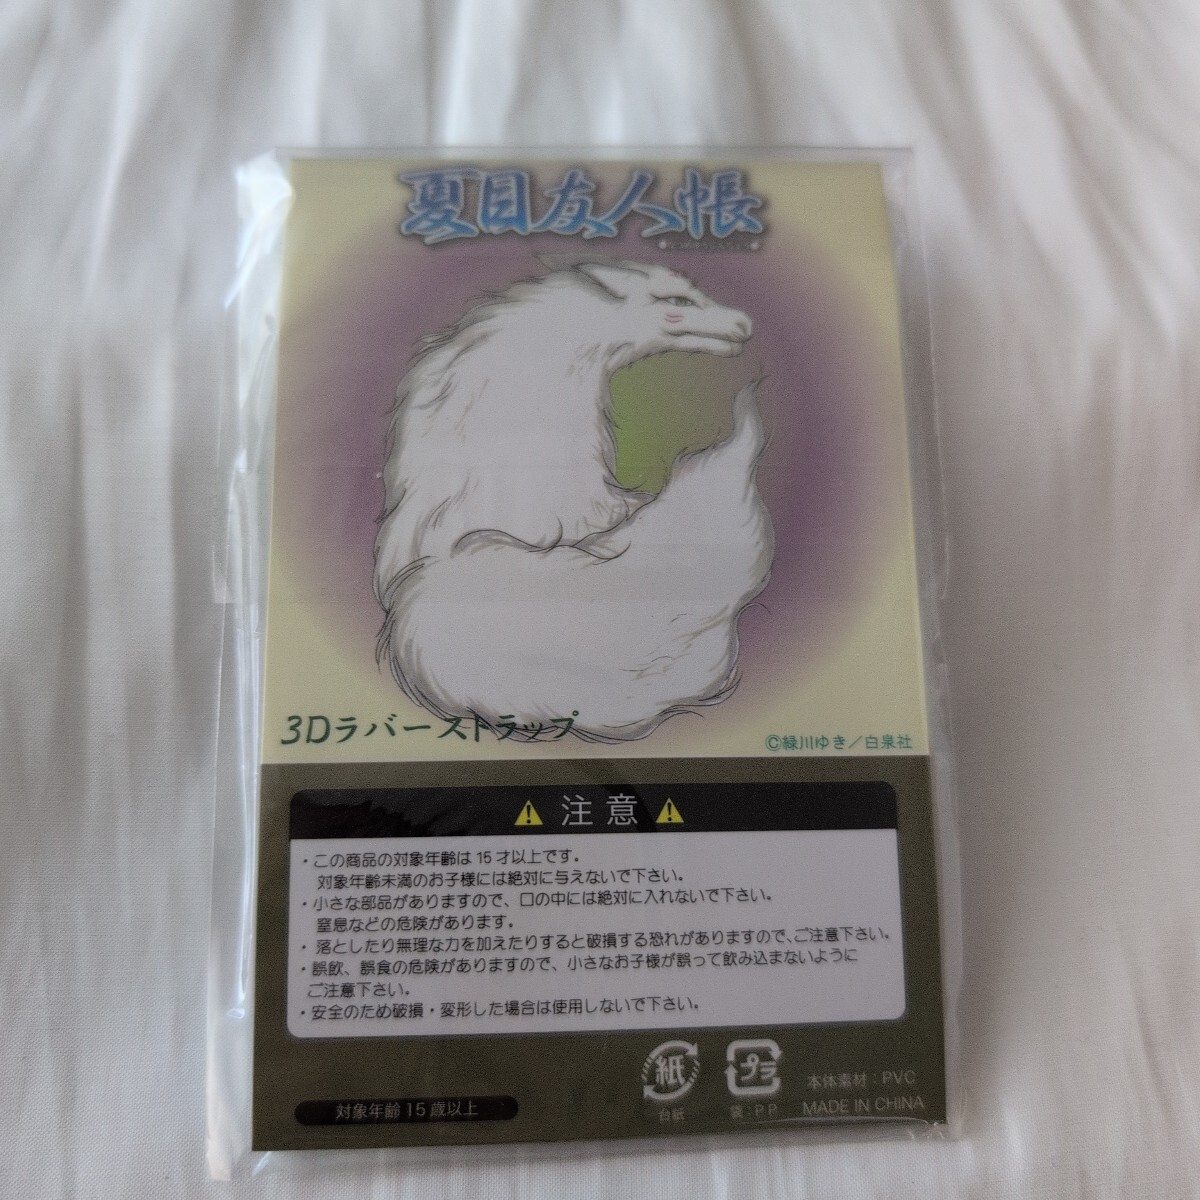 夏目友人帳
3Dラバーストラップ
©緑川ゆき／白泉社
注意
・この商品の対象年齢は15才以上です。
対象年齢未満のお子様には絶対に与えないで下さい。
・小さな部品がありますので、口の中には絶対に入れないで下さい。
窒息などの危険があります。
・落としたり無理な力を加えたりすると破損する恐れがありますので、ご注意下さい。
・誤飲、誤食の危険がありますので、小さなお子様が誤って飲み込まないように
ご注意下さい。
・安全のため破損・変形した場合は使用しないで下さい。
対象年齢15歳以上
紙
台紙
プラ
袋：PP
本体素材：PVC
MADE IN CHINA